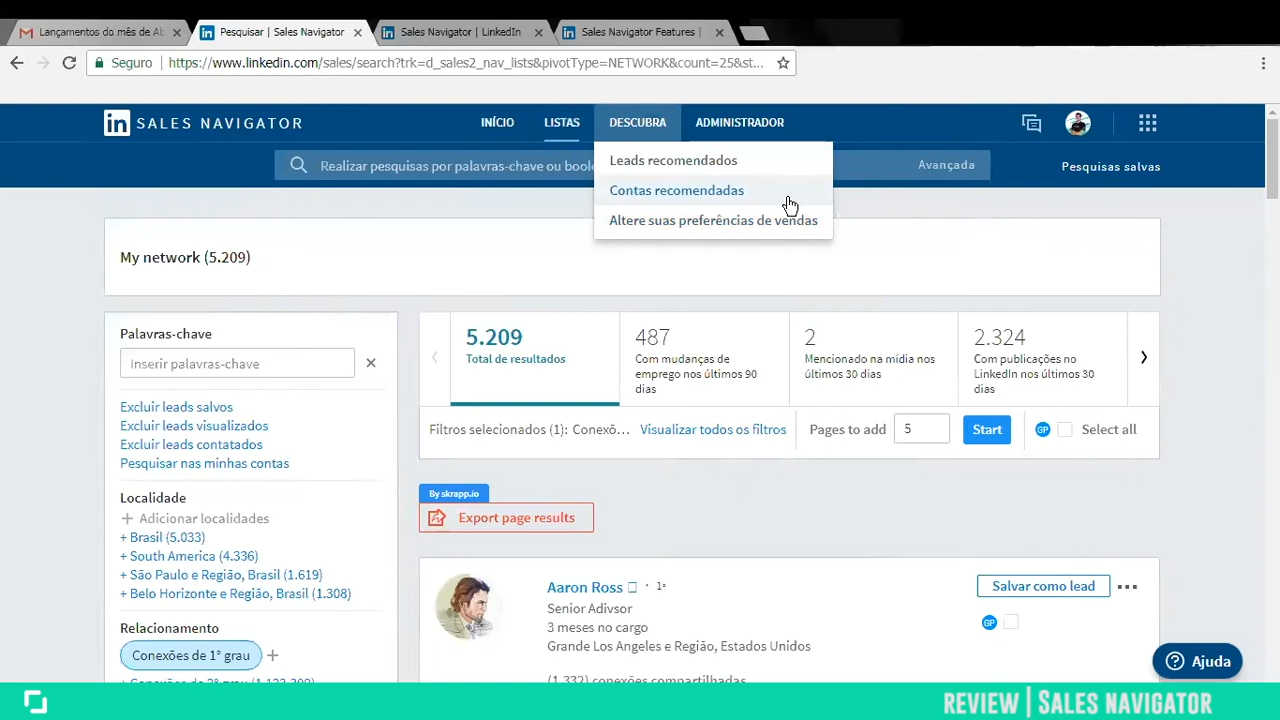 Lançamentos do mês de Ab
Pesquisar | Sales Navigator
Sales Navigator | LinkedIn
Sales Navigator Features |
Seguro
https://www.linkedin.com/sales/search?trk=d_sales2_nav_lists&pivotType=NETWORK&count=25&st...
in SALES NAVIGATOR
INÍCIO
LISTAS
DESCUBRA
ADMINISTRADOR
Realizar pesquisas por palavras-chave ou boole
Avançada
Pesquisas salvas
Leads recomendados
Contas recomendadas
Altere suas preferências de vendas
My network (5.209)
Palavras-chave
Inserir palavras-chave
Excluir leads salvos
Excluir leads visualizados
Excluir leads contatados
Pesquisar nas minhas contas
Localidade
+ Adicionar localidades
+ Brasil (5.033)
+ South America (4.336)
+ São Paulo e Região, Brasil (1.619)
+ Belo Horizonte e Região, Brasil (1.308)
Relacionamento
Conexões de 1° grau +
5.209
Total de resultados
487
Com mudanças de
emprego nos últimos 90
dias
2
Mencionado na mídia nos
últimos 30 dias
2.324
Com publicações no
LinkedIn nos últimos 30
dias
Filtros selecionados (1): Conexõ...
Visualizar todos os filtros
Pages to add
5
Start
GP
Select all
By skrapp.io
Export page results
Aaron Ross
· 1º
Senior Adivsor
3 meses no cargo
Grande Los Angeles e Região, Estados Unidos
(1.332) conexões compartilhadas
Salvar como lead
GP
? Ajuda
REVIEW | SALES NAVIGATOR